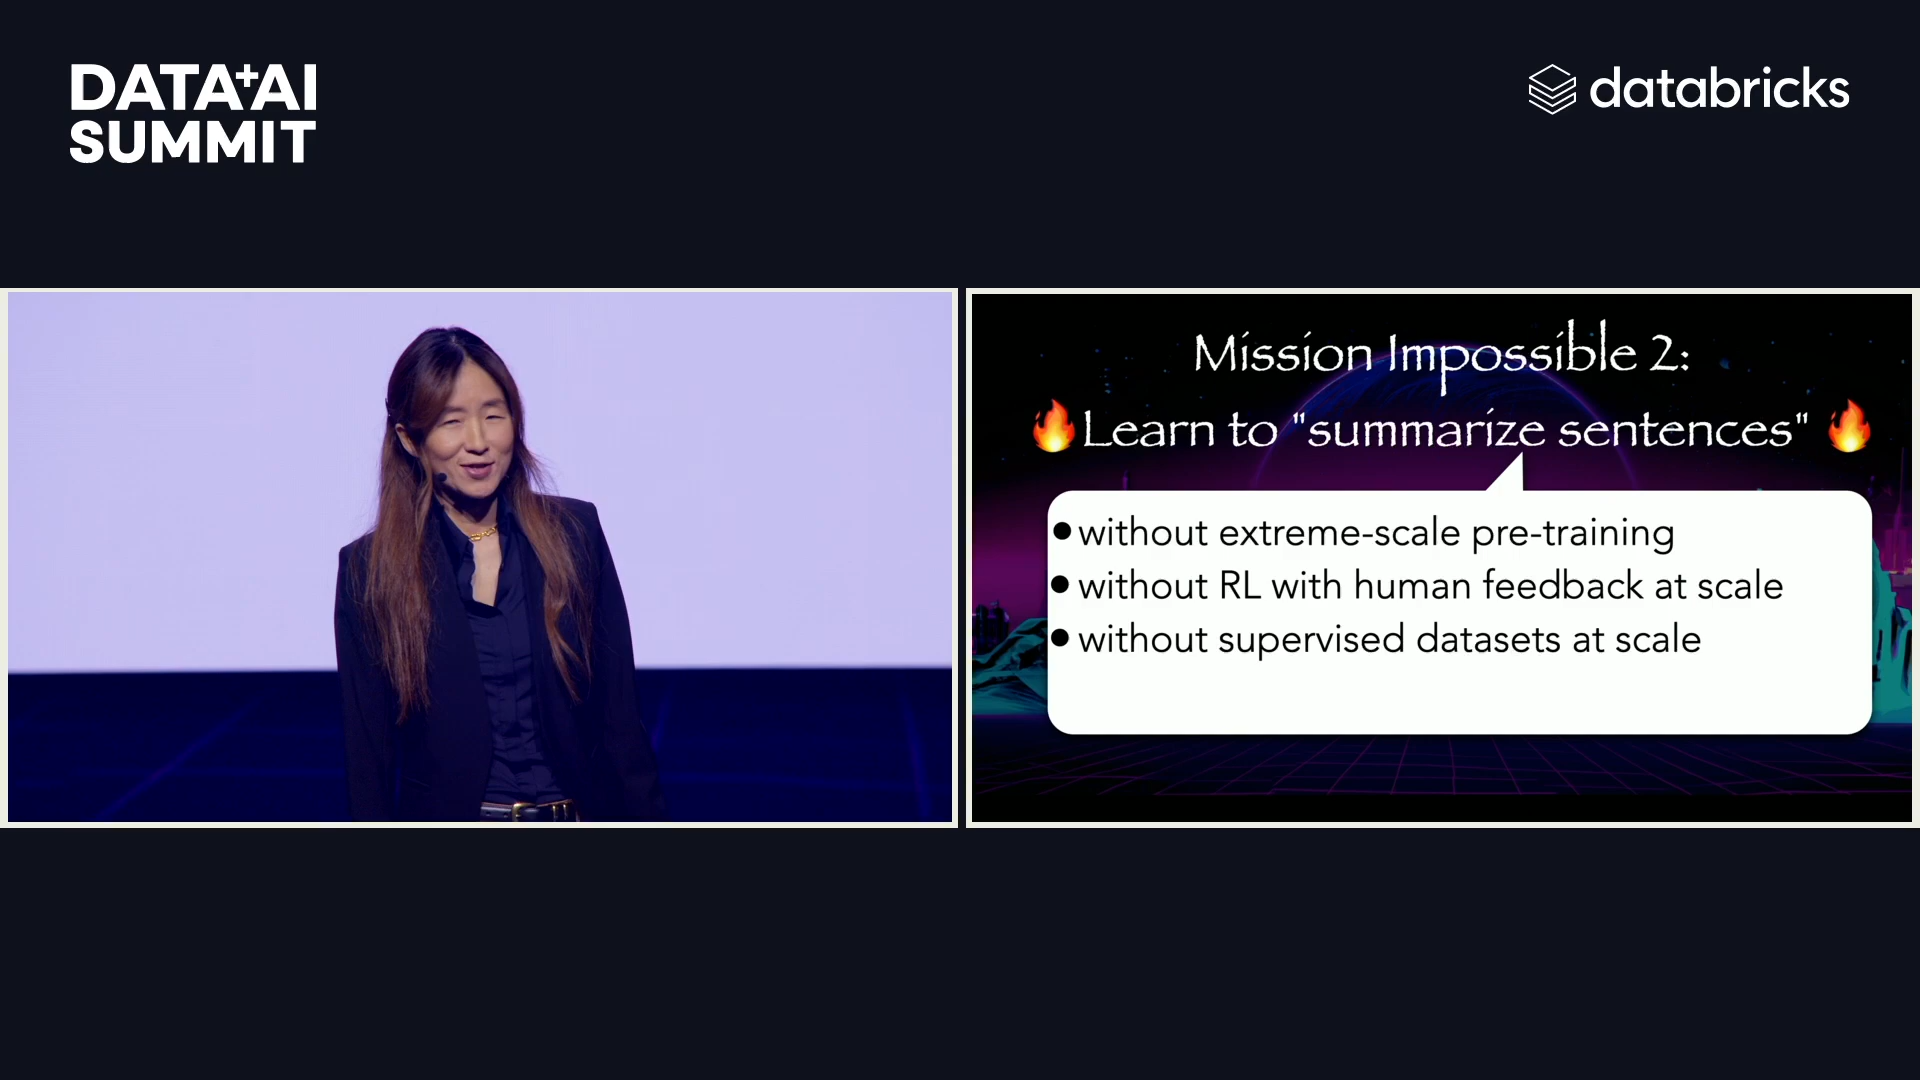 DATA+AI
SUMMIT
databricks
Mission Impossible 2:
Learn to "summarize sentences"
without extreme-scale pre-training
without RL with human feedback at scale
without supervised datasets at scale